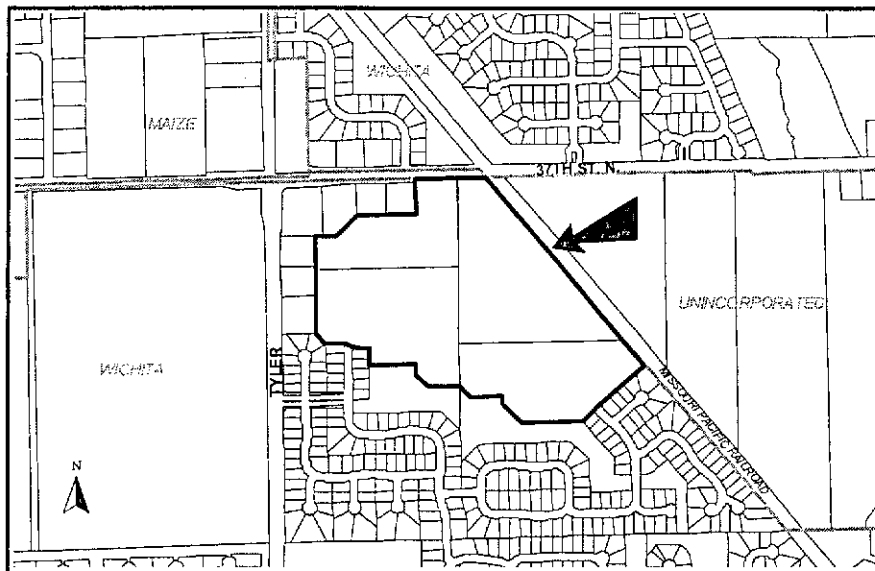 WICHITA
MAIZE
37TH ST. N.
UNINCORPORATED
WICHITA
TYLER
MISSOURI PACIFIC RAILROAD
N